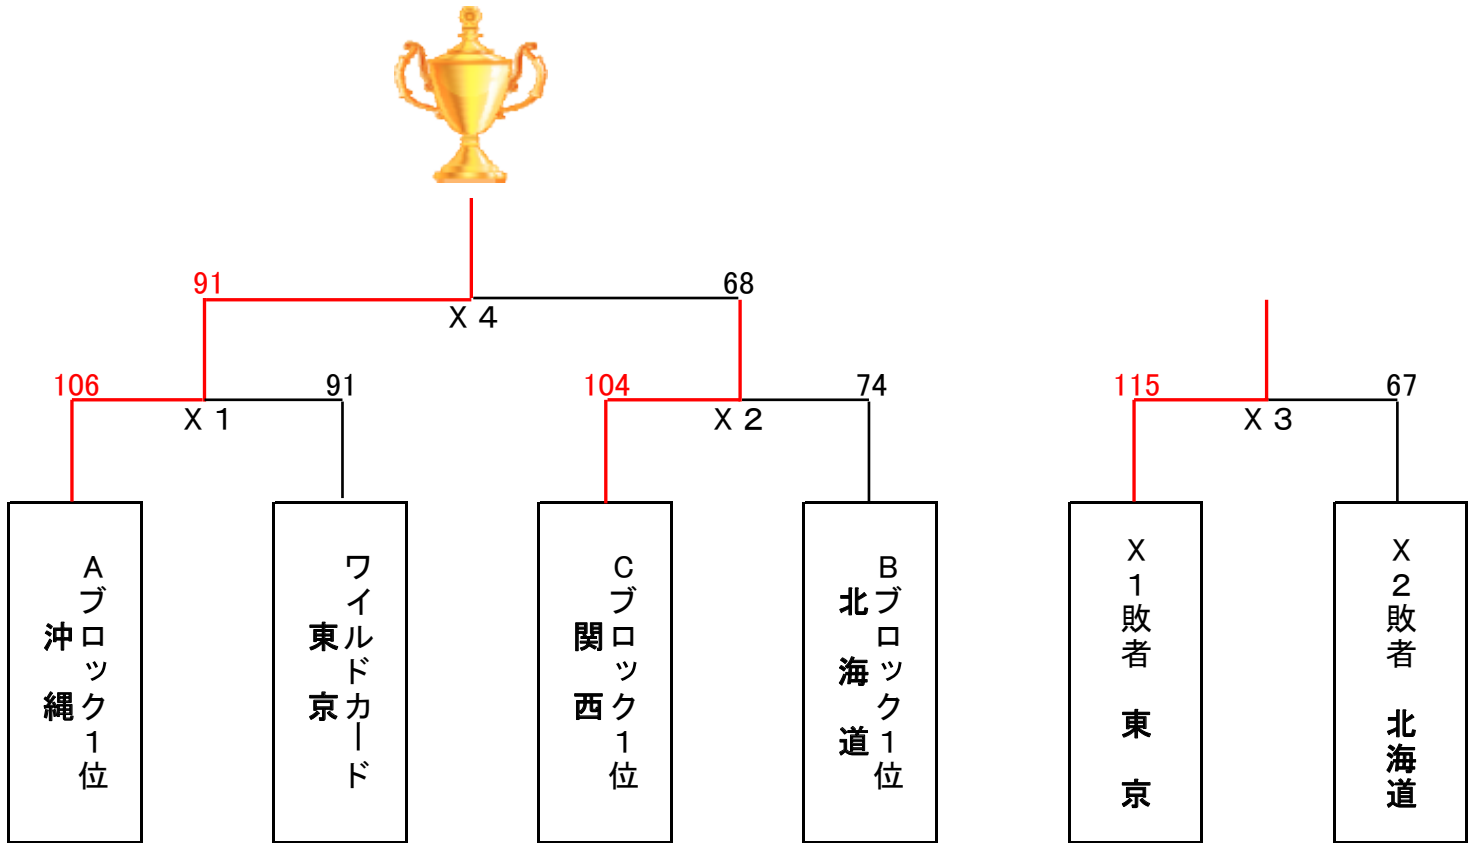 91
68
X 4
106
91
104
74
115
67
X 1
X 2
X 3
Aブロック1位
沖縄
ワイルドカード
東京
Cブロック1位
関西
Bブロック1位
北海道
X1敗者 東京
X2敗者 北海道